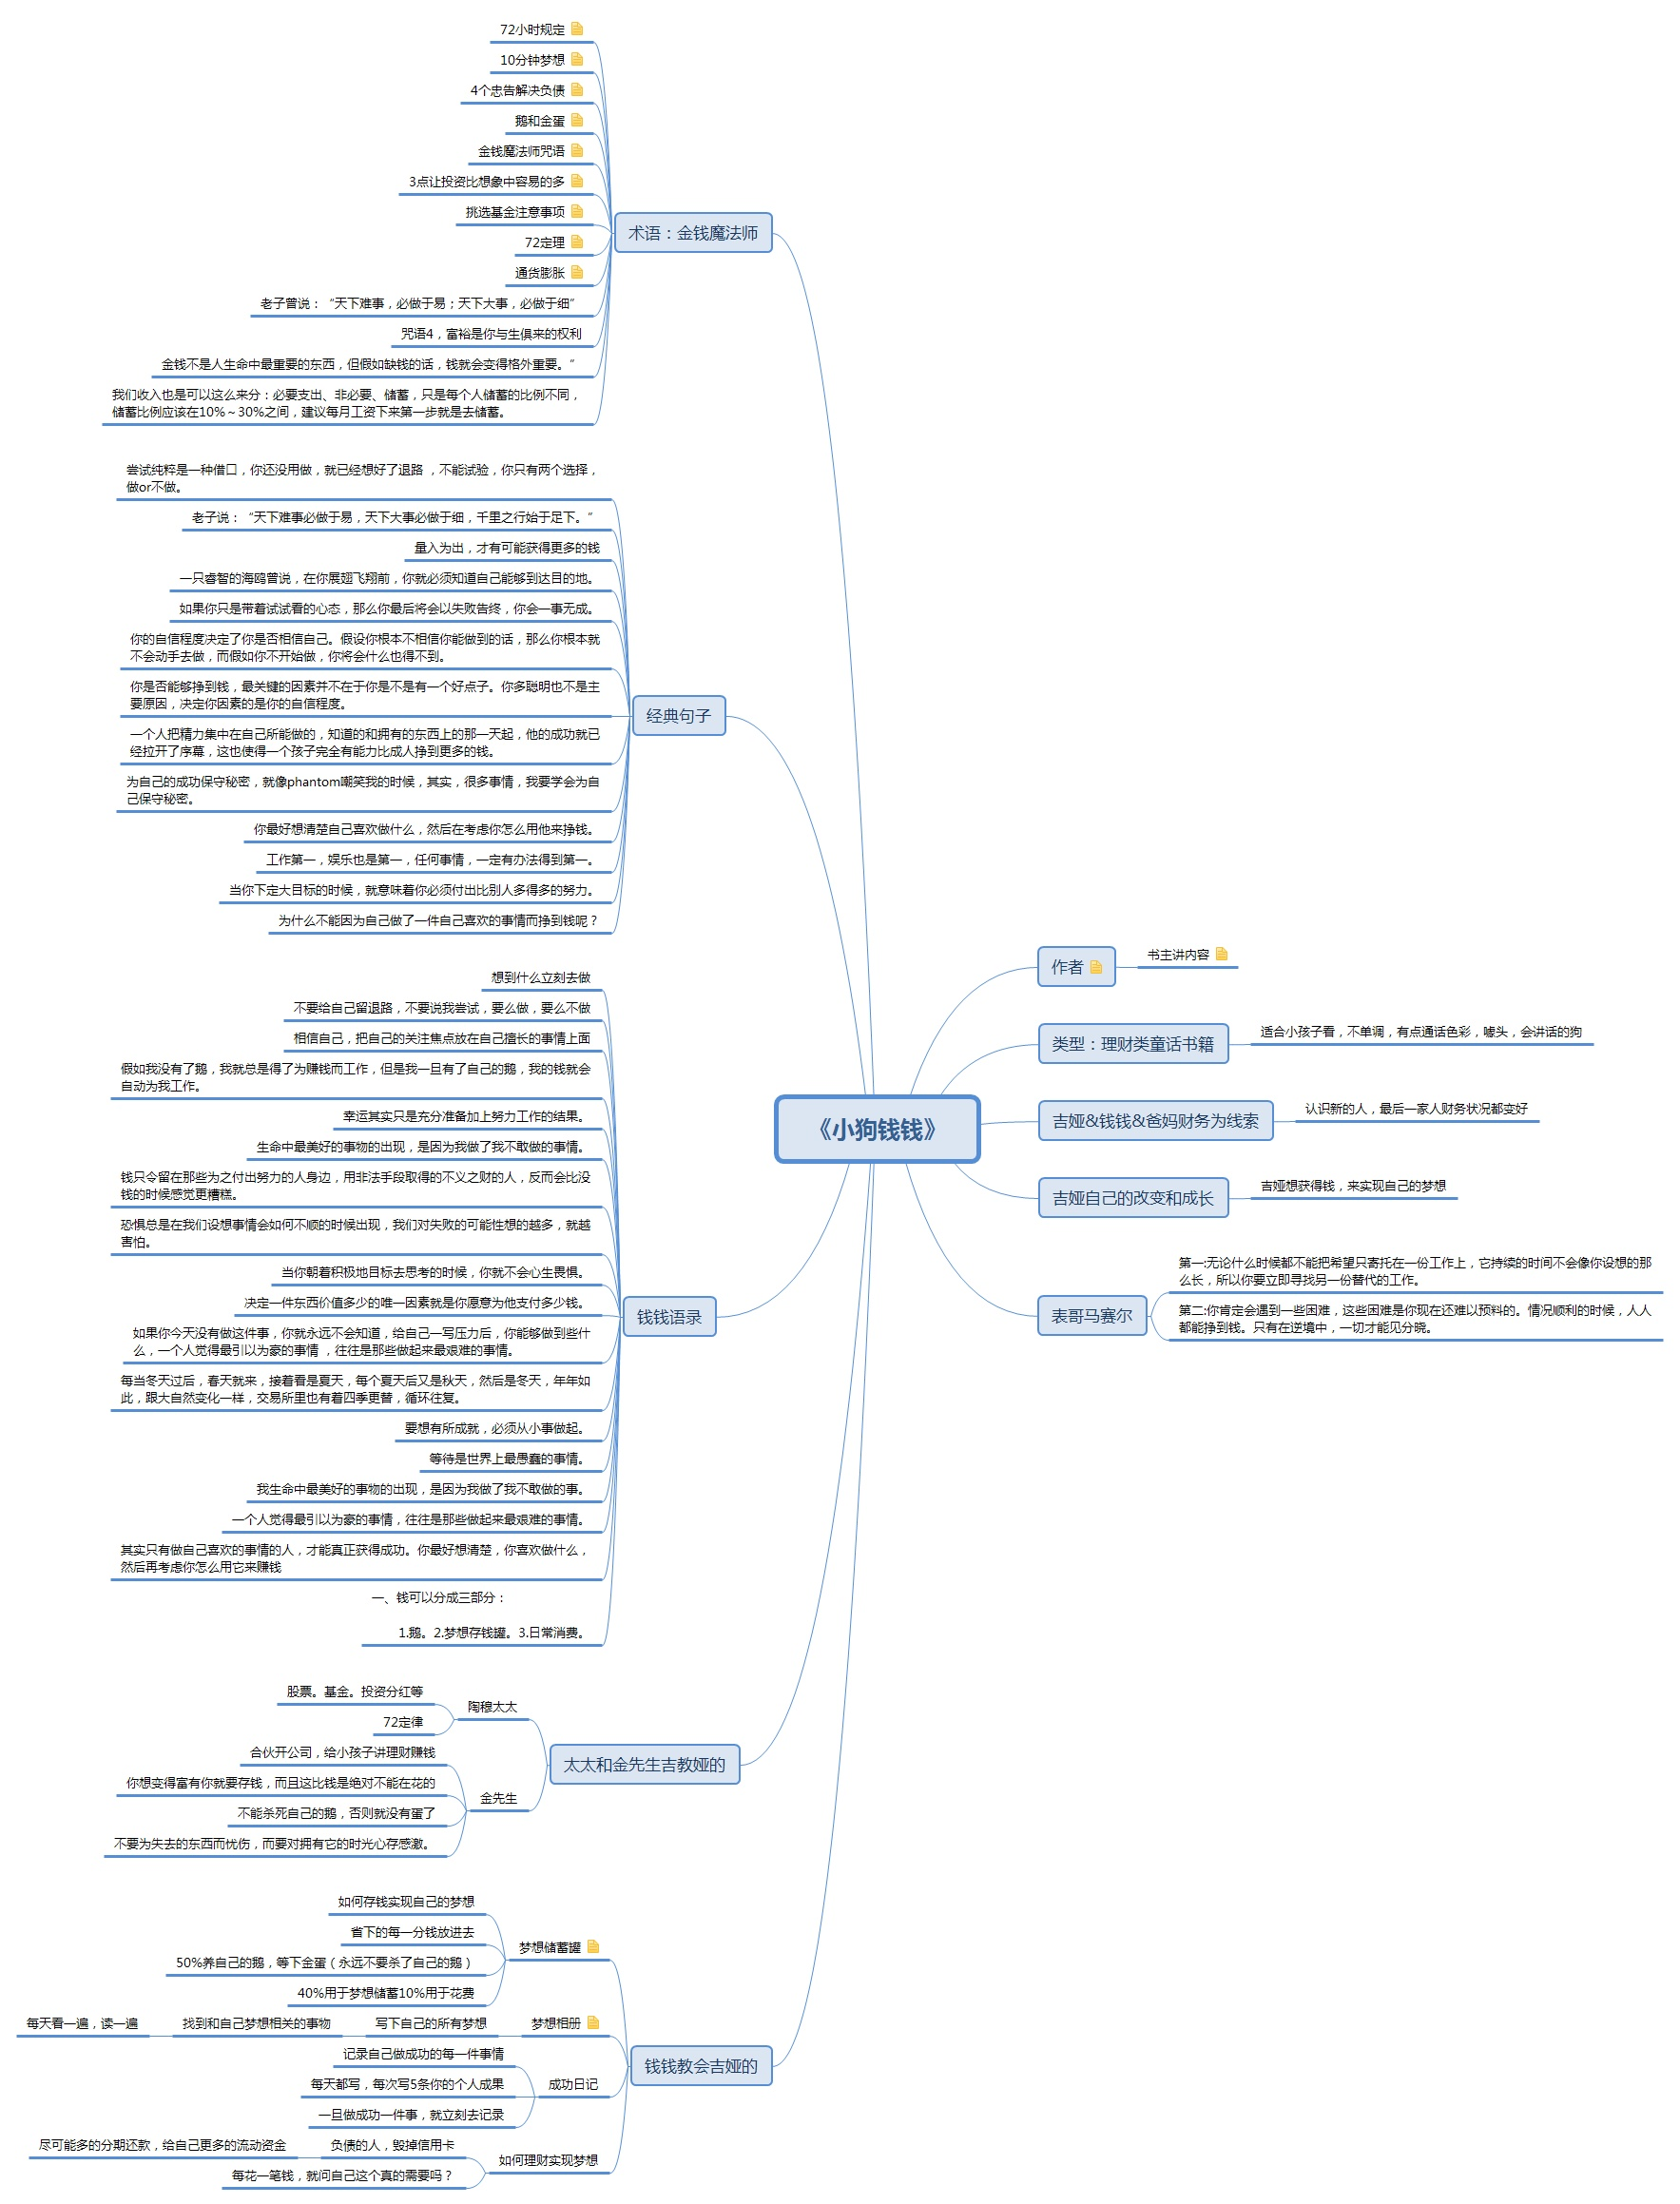 《小狗钱钱》
作者
书主讲内容
类型：理财类童话书籍
适合小孩子看，不单调，有点通话色彩，噱头，会讲话的狗
吉娅&钱钱&爸妈财务为线索
认识新的人，最后一家人财务状况都变好
吉娅自己的改变和成长
吉娅想获得钱，来实现自己的梦想
表哥马赛尔
第一:无论什么时候都不能把希望只寄托在一份工作上，它持续的时间不会像你设想的那
么长，所以你要立即寻找另一份替代的工作。
第二:你肯定会遇到一些困难，这些困难是你现在还难以预料的。情况顺利的时候，人人
都能挣到钱。只有在逆境中，一切才能见分晓。
术语：金钱魔法师
72小时规定
10分钟梦想
4个忠告解决负债
鹅和金蛋
金钱魔法师咒语
3点让投资比想象中容易的多
挑选基金注意事项
72定理
通货膨胀
老子曾说：“天下难事，必做于易；天下大事，必做于细”
咒语4，富裕是你与生俱来的权利
金钱不是人生命中最重要的东西，但假如缺钱的话，钱就会变得格外重要。”
我们收入也是可以这么来分：必要支出、非必要、储蓄，只是每个人储蓄的比例不同，
储蓄比例应该在10%～30%之间，建议每月工资下来第一步就是去储蓄。
经典句子
尝试纯粹是一种借口，你还没用做，就已经想好了退路 ，不能试验，你只有两个选择，
做or不做。
老子说：“天下难事必做于易，天下大事必做于细，千里之行始于足下。”
量入为出，才有可能获得更多的钱
一只睿智的海鸥曾说，在你展翅飞翔前，你就必须知道自己能够到达目的地。
如果你只是带着试试看的心态，那么你最后将会以失败告终，你会一事无成。
你的自信程度决定了你是否相信自己。假设你根本不相信你能做到的话，那么你根本就
不会动手去做，而假如你不开始做，你将会什么也得不到。
你是否能够挣到钱，最关键的因素并不在于你是不是有一个好点子。你多聪明也不是主
要原因，决定你因素的是你的自信程度。
一个人把精力集中在自己所能做的，知道的和拥有的东西上的那一天起，他的成功就已
经拉开了序幕，这也使得一个孩子完全有能力比成人挣到更多的钱。
为自己的成功保守秘密，就像phantom嘲笑我的时候，其实，很多事情，我要学会为自
己保守秘密。
你最好想清楚自己喜欢做什么，然后在考虑你怎么用他来挣钱。
工作第一，娱乐也是第一，任何事情，一定有办法得到第一。
当你下定大目标的时候，就意味着你必须付出比别人多得多的努力。
为什么不能因为自己做了一件自己喜欢的事情而挣到钱呢？
钱钱语录
想到什么立刻去做
不要给自己留退路，不要说我尝试，要么做，要么不做
相信自己，把自己的关注焦点放在自己擅长的事情上面
假如我没有了鹅，我就总是得了为赚钱而工作，但是我一旦有了自己的鹅，我的钱就会
自动为我工作。
幸运其实只是充分准备加上努力工作的结果。
生命中最美好的事物的出现，是因为我做了我不敢做的事情。
钱只令留在那些为之付出努力的人身边，用非法手段取得的不义之财的人，反而会比没
钱的时候感觉更糟糕。
恐惧总是在我们设想事情会如何不顺的时候出现，我们对失败的可能性想的越多，就越
害怕。
当你朝着积极地目标去思考的时候，你就不会心生畏惧。
决定一件东西价值多少的唯一因素就是你愿意为他支付多少钱。
如果你今天没有做这件事，你就永远不会知道，给自己一写压力后，你能够做到些什
么，一个人觉得最引以为豪的事情 ，往往是那些做起来最艰难的事情。
每当冬天过后，春天就来，接着看是夏天，每个夏天后又是秋天，然后是冬天，年年如
此，跟大自然变化一样，交易所里也有着四季更替，循环往复。
要想有所成就，必须从小事做起。
等待是世界上最愚蠢的事情。
我生命中最美好的事物的出现，是因为我做了我不敢做的事。
一个人觉得最引以为豪的事情，往往是那些做起来最艰难的事情。
其实只有做自己喜欢的事情的人，才能真正获得成功。你最好想清楚，你喜欢做什么，
然后再考虑你怎么用它来赚钱
一、钱可以分成三部分：
1.鹅。2.梦想存钱罐。3.日常消费。
太太和金先生吉教娅的
陶穆太太
股票。基金。投资分红等
72定律
金先生
合伙开公司，给小孩子讲理财赚钱
你想变得富有你就要存钱，而且这比钱是绝对不能在花的
不能杀死自己的鹅，否则就没有蛋了
不要为失去的东西而忧伤，而要对拥有它的时光心存感激。
钱钱教会吉娅的
梦想储蓄罐
如何存钱实现自己的梦想
省下的每一分钱放进去
50%养自己的鹅，等下金蛋（永远不要杀了自己的鹅）
40%用于梦想储蓄10%用于花费
梦想相册
写下自己的所有梦想
找到和自己梦想相关的事物
每天看一遍，读一遍
成功日记
记录自己做成功的每一件事情
每天都写，每次写5条你的个人成果
一旦做成功一件事，就立刻去记录
如何理财实现梦想
负债的人，毁掉信用卡
尽可能多的分期还款，给自己更多的流动资金
每花一笔钱，就问自己这个真的需要吗？